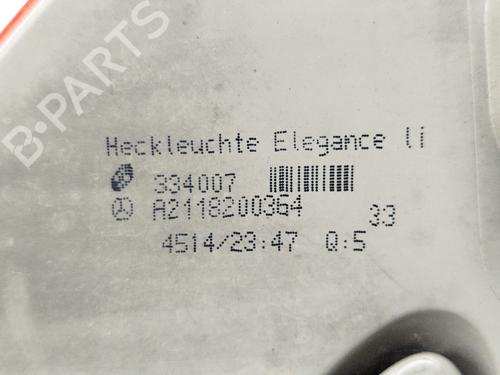 B-PARTS
Heckleuchte Elegance li
334007
A2118200364 33
4514/23:47 Q:5